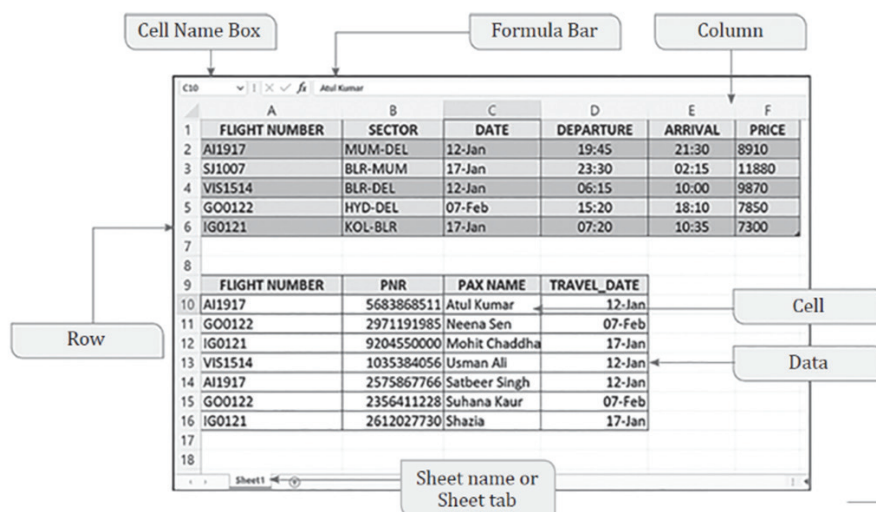 Cell Name Box Formula Bar Column
C10 fx Atul Kumar
A B C D E F
1 FLIGHT NUMBER SECTOR DATE DEPARTURE ARRIVAL PRICE
2 AI1917 MUM-DEL 12-Jan 19:45 21:30 8910
3 SJ1007 BLR-MUM 17-Jan 23:30 02:15 11880
4 VIS1514 BLR-DEL 12-Jan 06:15 10:00 9870
5 GO0122 HYD-DEL 07-Feb 15:20 18:10 7850
6 IG0121 KOL-BLR 17-Jan 07:20 10:35 7300
7
8
9 FLIGHT NUMBER PNR PAX NAME TRAVEL_DATE
10 AI1917 5683868511 Atul Kumar 12-Jan
Cell
11 GO0122 2971191985 Neena Sen 07-Feb
12 IG0121 9204550000 Mohit Chaddha 17-Jan
Row
13 VIS1514 1035384056 Usman Ali 12-Jan
Data
14 AI1917 2575867766 Satbeer Singh 12-Jan
15 GO0122 2356411228 Suhana Kaur 07-Feb
16 IG0121 2612027730 Shazia 17-Jan
17
18
Sheet1
Sheet name or
Sheet tab